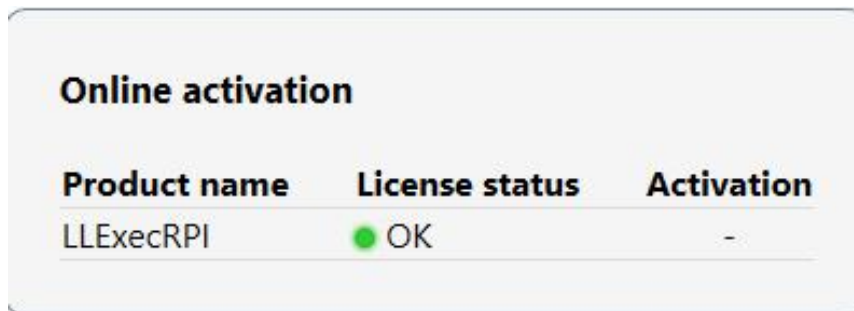 Online activation
Product name License status Activation
LLExecRPI OK -